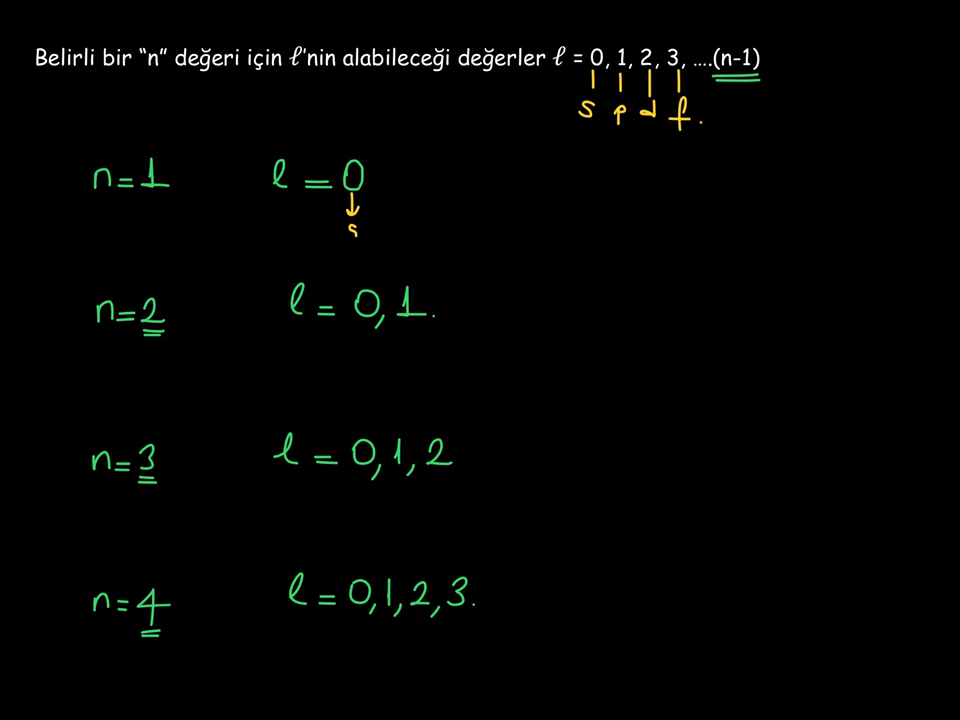 Belirli bir “n” değeri için ℓ’nin alabileceği değerler ℓ = 0, 1, 2, 3, ….(n-1)
s p d f .
n=1 l = 0
s
n=2 l = 0, 1.
n=3 l = 0, 1, 2
n=4 l = 0, 1, 2, 3.